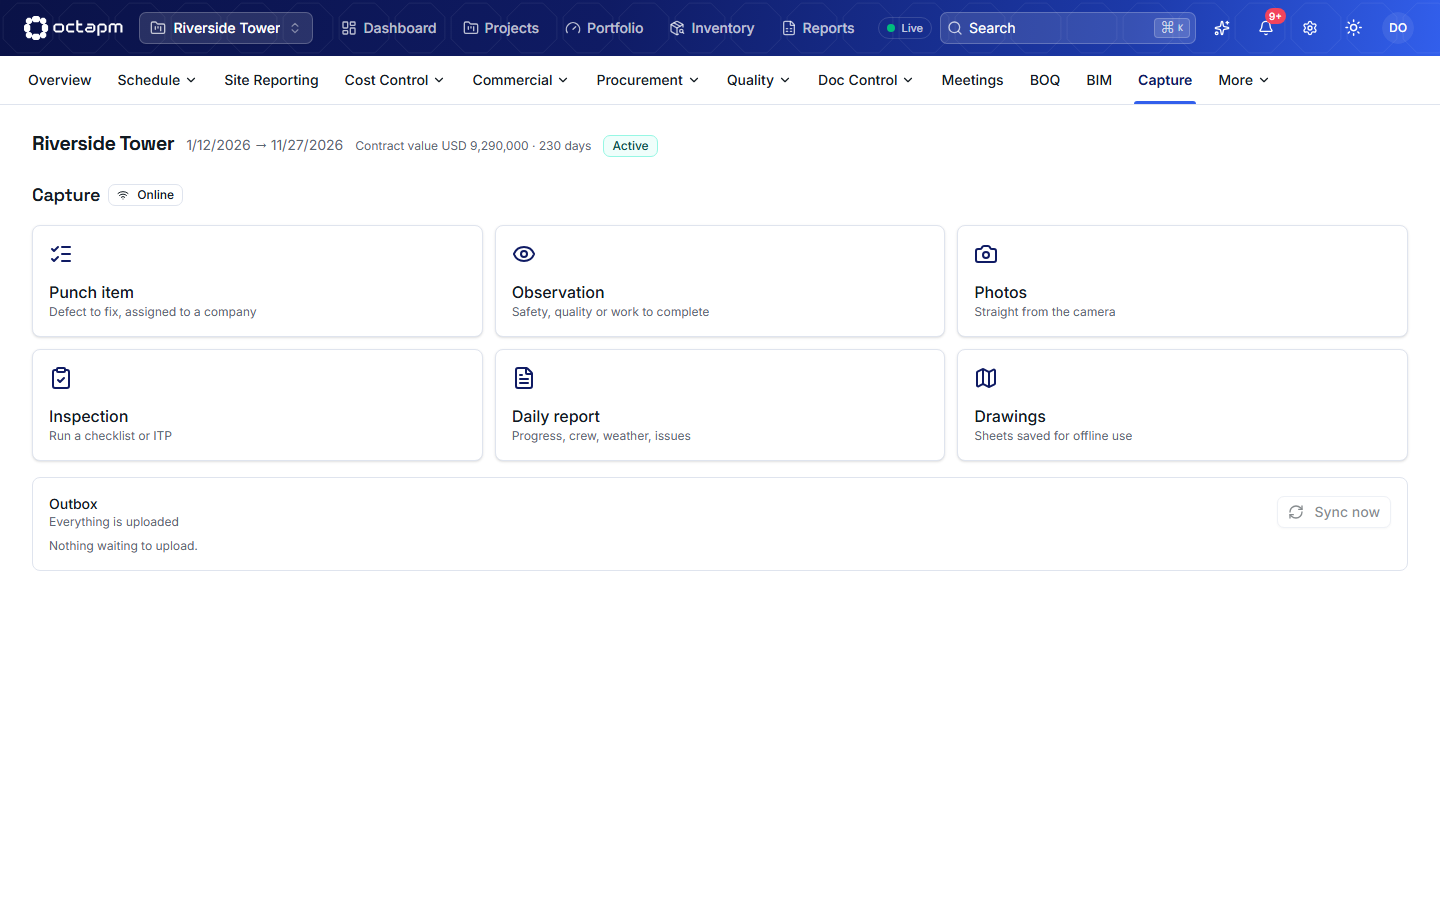 octapm Riverside Tower Dashboard Projects Portfolio Inventory Reports Live Search ⌘ K 9+ DO
Overview Schedule Site Reporting Cost Control Commercial Procurement Quality Doc Control Meetings BOQ BIM Capture More
Riverside Tower 1/12/2026 → 11/27/2026 Contract value USD 9,290,000 · 230 days Active
Capture Online
Punch item
Defect to fix, assigned to a company
Observation
Safety, quality or work to complete
Photos
Straight from the camera
Inspection
Run a checklist or ITP
Daily report
Progress, crew, weather, issues
Drawings
Sheets saved for offline use
Outbox
Everything is uploaded
Sync now
Nothing waiting to upload.